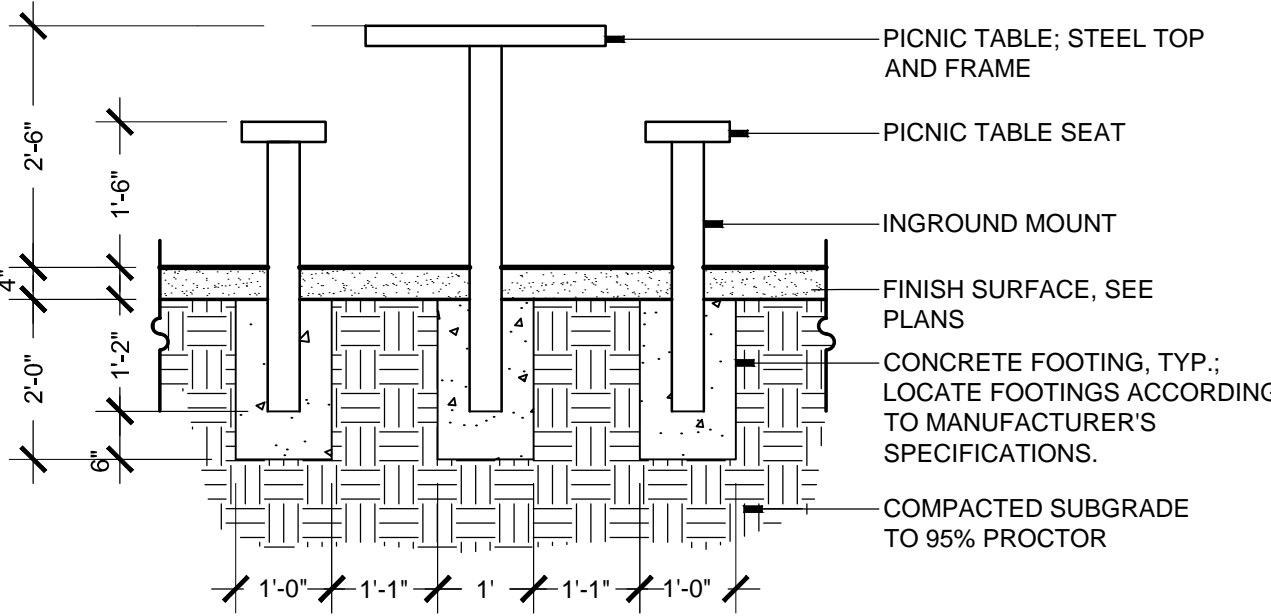 PICNIC TABLE; STEEL TOP
AND FRAME
PICNIC TABLE SEAT
INGROUND MOUNT
FINISH SURFACE, SEE
PLANS
CONCRETE FOOTING, TYP.;
LOCATE FOOTINGS ACCORDING
TO MANUFACTURER'S
SPECIFICATIONS.
COMPACTED SUBGRADE
TO 95% PROCTOR
2'-6"
1'-6"
4"
2'-0"
1'-2"
6"
1'-0" 1'-1" 1' 1'-1" 1'-0"